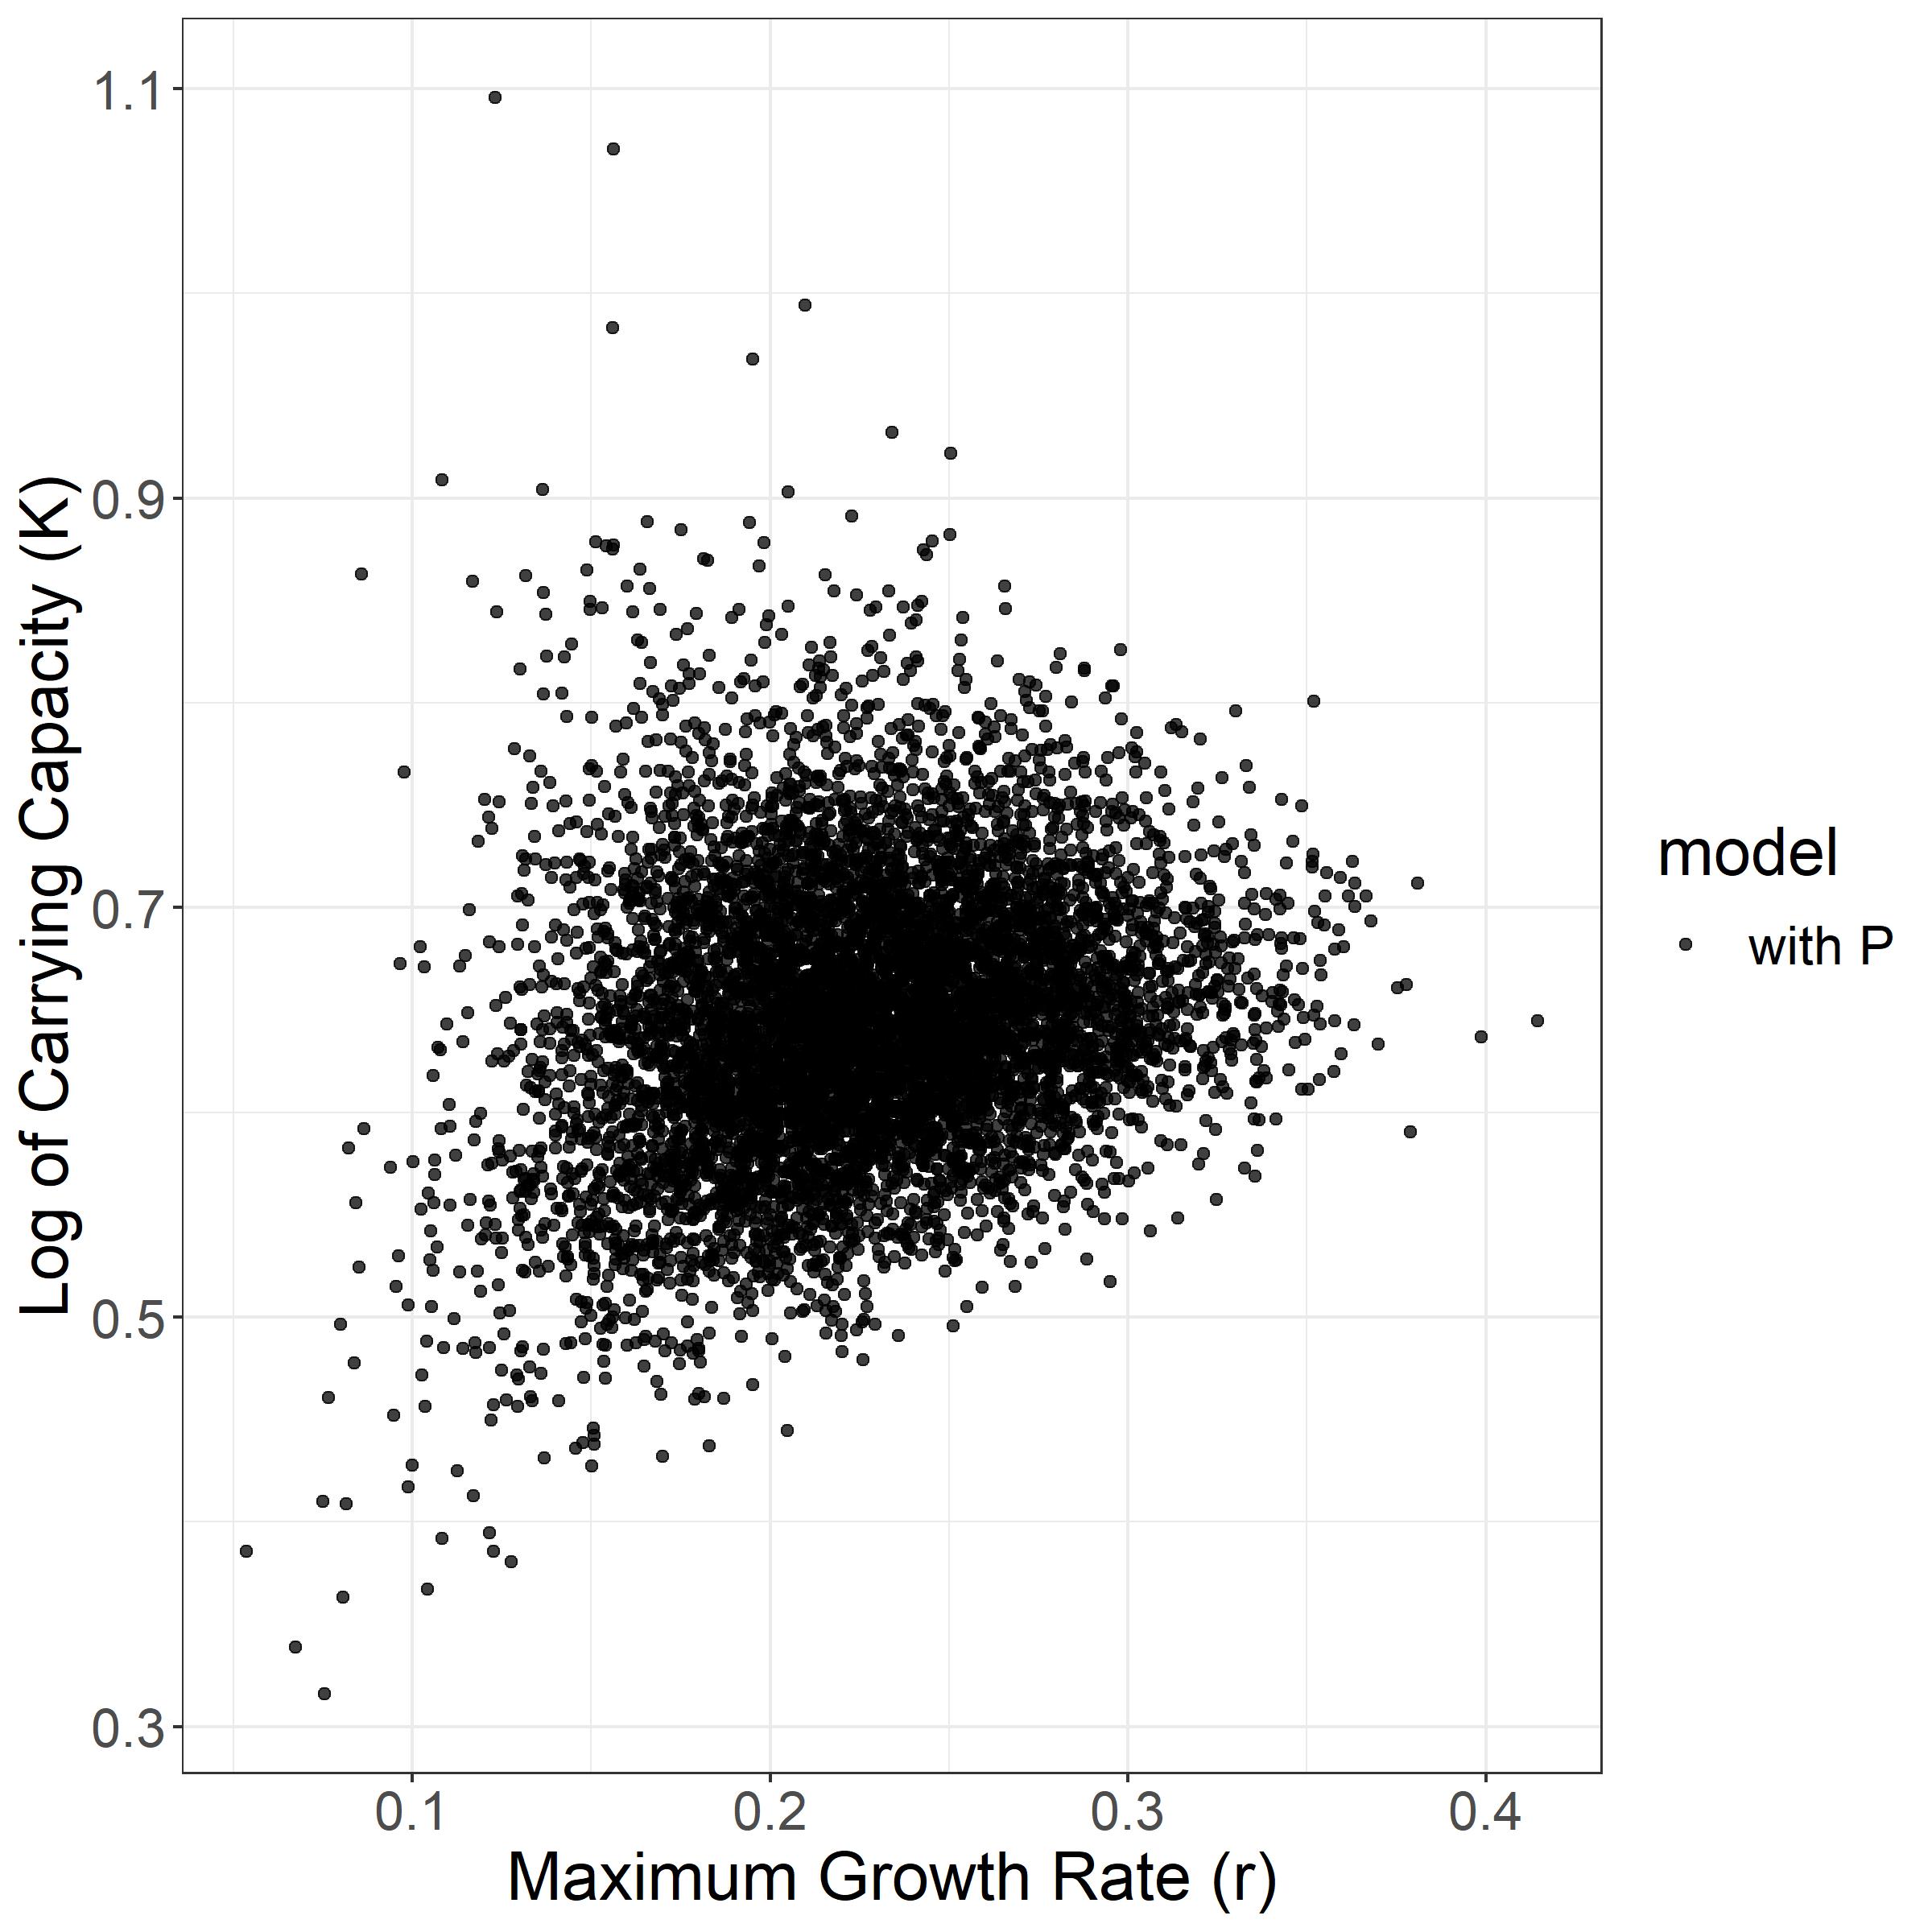 Log of Carrying Capacity (K)
1.1
0.9
0.7
0.5
0.3
0.1 0.2 0.3 0.4
Maximum Growth Rate (r)
model
with P